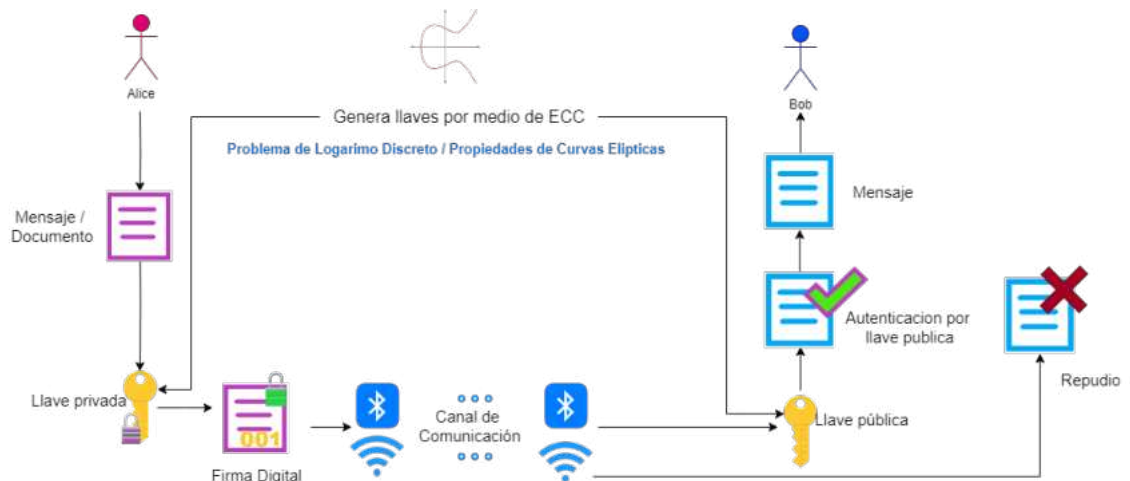 Alice
Bob
Genera llaves por medio de ECC
Problema de Logarimo Discreto / Propiedades de Curvas Elipticas
Mensaje /
Documento
Mensaje
Autenticacion por
llave publica
Repudio
Llave privada
001
Firma Digital
Canal de
Comunicación
Llave pública